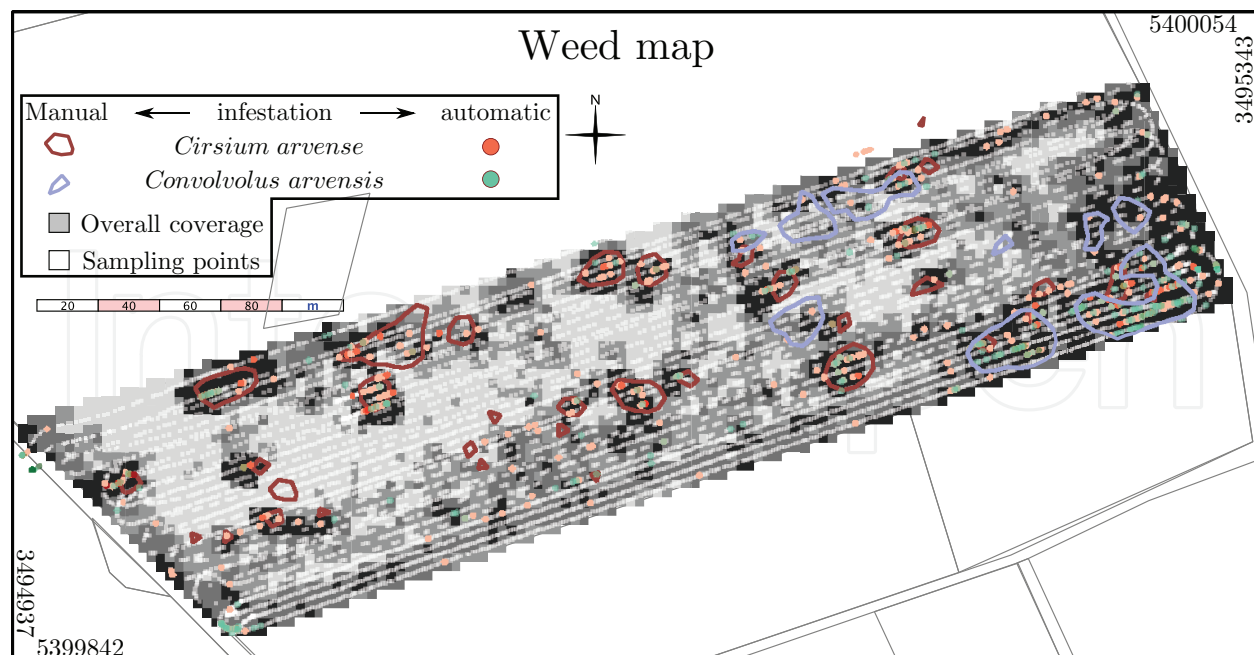 Weed map
5400054
3495343
Manual infestation automatic
Cirsium arvense
Convolvolus arvensis
Overall coverage
Sampling points
N
20 40 60 80 m
3494937
5399842